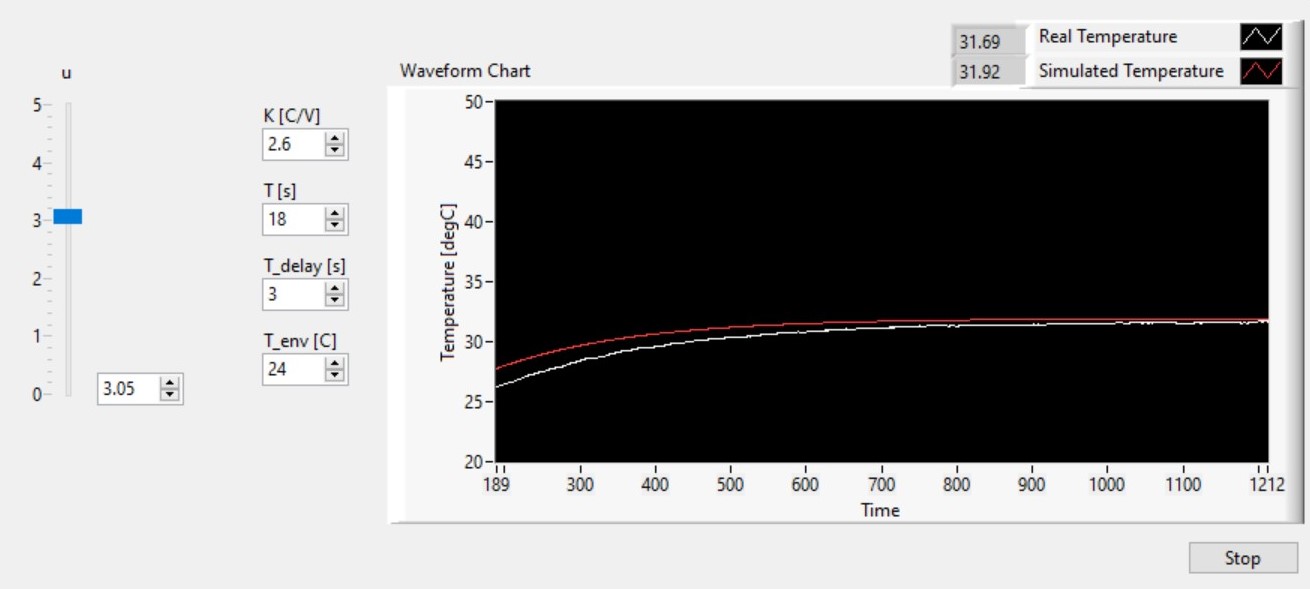 31.69 Real Temperature
31.92 Simulated Temperature
u
Waveform Chart
5
4
3
2
1
0
3.05
K [C/V]
2.6
T [s]
18
T_delay [s]
3
T_env [C]
24
Temperature [degC]
50
45
40
35
30
25
20
189 300 400 500 600 700 800 900 1000 1100 1212
Time
Stop